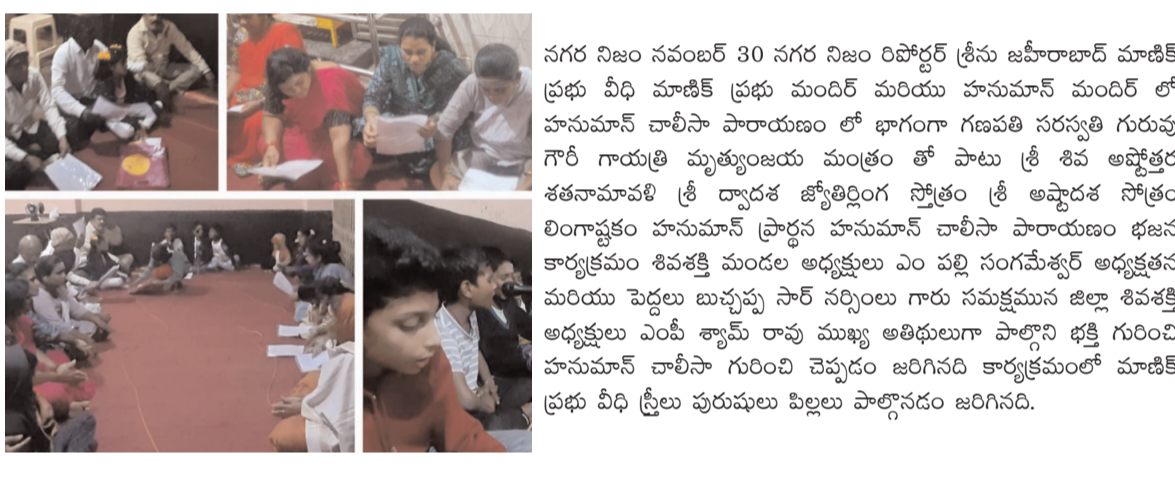 నగర నిజం నవంబర్ 30 నగర నిజం రిపోర్టర్ శ్రీను జహీరాబాద్ మాణిక్
ప్రభు వీధి మాణిక్ ప్రభు మందిర్ మరియు హనుమాన్ మందిర్ లో
హనుమాన్ చాలీసా పారాయణం లో భాగంగా గణపతి సరస్వతి గురువు
గౌరీ గాయత్రి మృత్యుంజయ మంత్రం తో పాటు శ్రీ శివ అష్టోత్తర
శతనామావళి శ్రీ ద్వాదశ జ్యోతిర్లింగ స్తోత్రం శ్రీ అష్టాదశ సోత్రం
లింగాష్టకం హనుమాన్ ప్రార్థన హనుమాన్ చాలీసా పారాయణం భజన
కార్యక్రమం శివశక్తి మండల అధ్యక్షులు ఎం పల్లి సంగమేశ్వర్ అధ్యక్షతన
మరియు పెద్దలు బుచ్చప్ప సార్ నర్సింలు గారు సమక్షమున జిల్లా శివశక్తి
అధ్యక్షులు ఎంపీ శ్యామ్ రావు ముఖ్య అతిథులుగా పాల్గొని భక్తి గురించి
హనుమాన్ చాలీసా గురించి చెప్పడం జరిగినది కార్యక్రమంలో మాణిక్
ప్రభు వీధి స్త్రీలు పురుషులు పిల్లలు పాల్గొనడం జరిగినది.